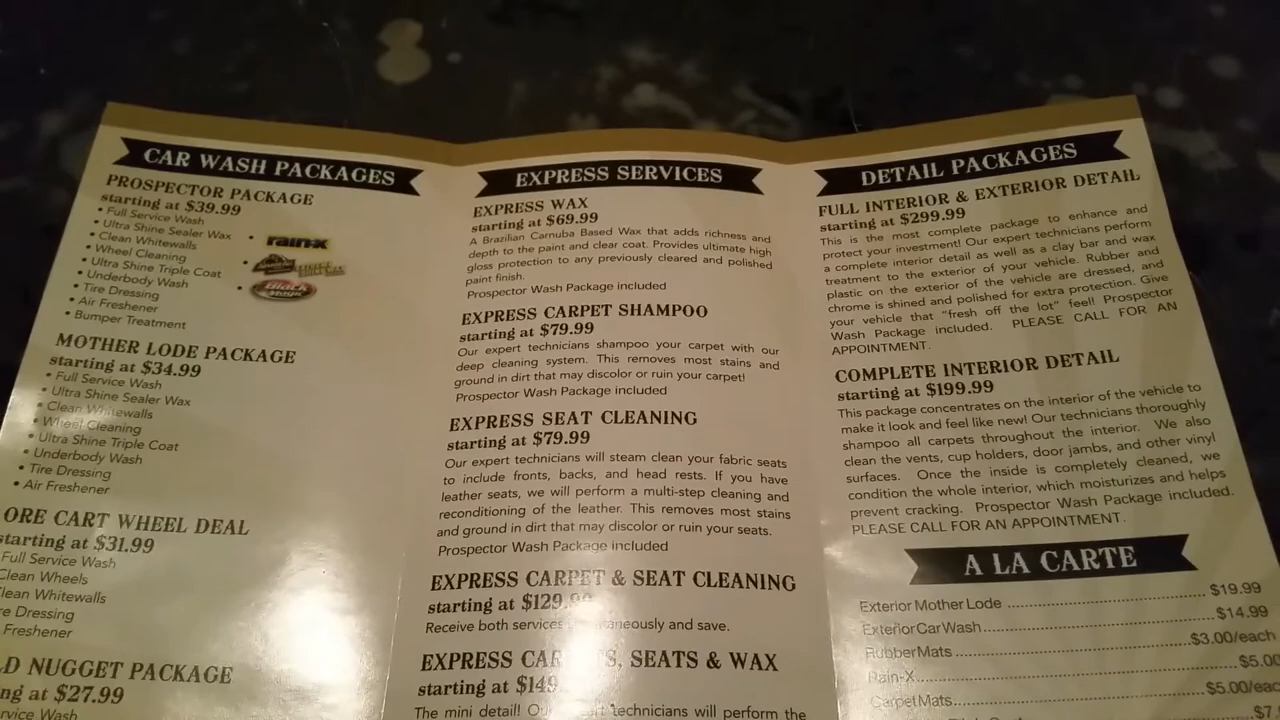 CAR WASH PACKAGES
PROSPECTOR PACKAGE
starting at $39.99
• Full Service Wash
• Ultra Shine Sealer Wax
• Clean Whitewalls
• Wheel Cleaning
• Ultra Shine Triple Coat
• Underbody Wash
• Tire Dressing
• Air Freshener
• Bumper Treatment
• rain-x
•
• Black Magic
MOTHER LODE PACKAGE
starting at $34.99
• Full Service Wash
• Ultra Shine Sealer Wax
• Clean Whitewalls
• Wheel Cleaning
• Ultra Shine Triple Coat
• Underbody Wash
• Tire Dressing
• Air Freshener
ORE CART WHEEL DEAL
starting at $31.99
Full Service Wash
Clean Wheels
lean Whitewalls
re Dressing
Freshener
LD NUGGET PACKAGE
ng at $27.99
rvice Wash
EXPRESS SERVICES
EXPRESS WAX
starting at $69.99
A Brazilian Carnuba Based Wax that adds richness and
depth to the paint and clear coat. Provides ultimate high
gloss protection to any previously cleared and polished
paint finish.
Prospector Wash Package included
EXPRESS CARPET SHAMPOO
starting at $79.99
Our expert technicians shampoo your carpet with our
deep cleaning system. This removes most stains and
ground in dirt that may discolor or ruin your carpet!
Prospector Wash Package included
EXPRESS SEAT CLEANING
starting at $79.99
Our expert technicians will steam clean your fabric seats
to include fronts, backs, and head rests. If you have
leather seats, we will perform a multi-step cleaning and
reconditioning of the leather. This removes most stains
and ground in dirt that may discolor or ruin your seats.
Prospector Wash Package included
EXPRESS CARPET & SEAT CLEANING
starting at $129.99
Receive both services and save.
EXPRESS SEATS & WAX
starting at $149
The mini detail! Our technicians will perform the
DETAIL PACKAGES
FULL INTERIOR & EXTERIOR DETAIL
starting at $299.99
This is the most complete package to enhance and
protect your investment! Our expert technicians perform
a complete interior detail as well as a clay bar and wax
treatment to the exterior of your vehicle. Rubber and
plastic on the exterior of the vehicle are dressed, and
chrome is shined and polished for extra protection. Give
your vehicle that "fresh off the lot" feel! Prospector
Wash Package included. PLEASE CALL FOR AN
APPOINTMENT.
COMPLETE INTERIOR DETAIL
starting at $199.99
This package concentrates on the interior of the vehicle to
make it look and feel like new! Our technicians thoroughly
shampoo all carpets throughout the interior. We also
clean the vents, cup holders, door jambs, and other vinyl
surfaces. Once the inside is completely cleaned, we
condition the whole interior, which moisturizes and helps
prevent cracking. Prospector Wash Package included.
PLEASE CALL FOR AN APPOINTMENT.
A LA CARTE
Exterior Mother Lode ........ $19.99
Exterior Car Wash ........ $14.99
Rubber Mats ........ $3.00/each
Rain-X ........ $5.00
Carpet Mats ........ $5.00/eac
$7.